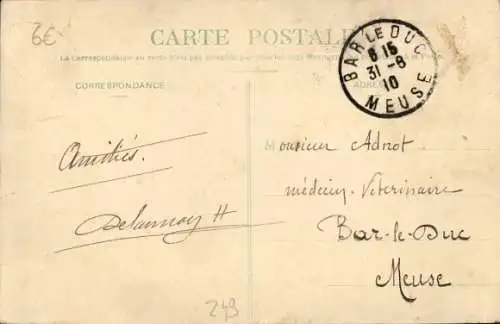 6€
CARTE POSTALE
CORRESPONDANCE
BAR LE DUC
8 15
31-8
10
MEUSE
Amitiés.
Delaunay H
Monsieur Adnot
médecin-Vétérinaire
Bar-le-Duc
Meuse
249